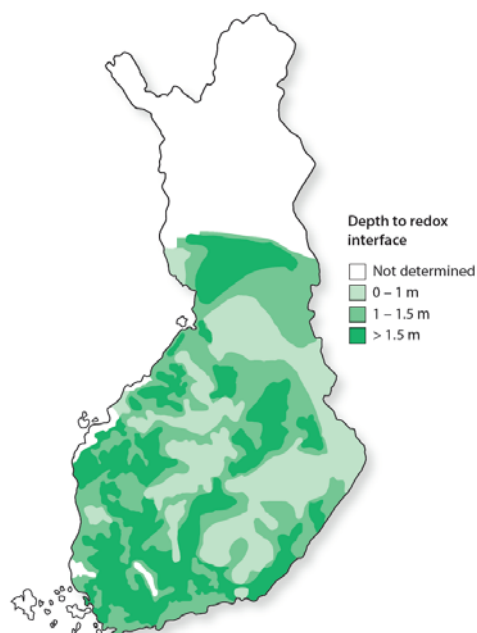 Depth to redox
interface
Not determined
0 – 1 m
1 – 1.5 m
> 1.5 m